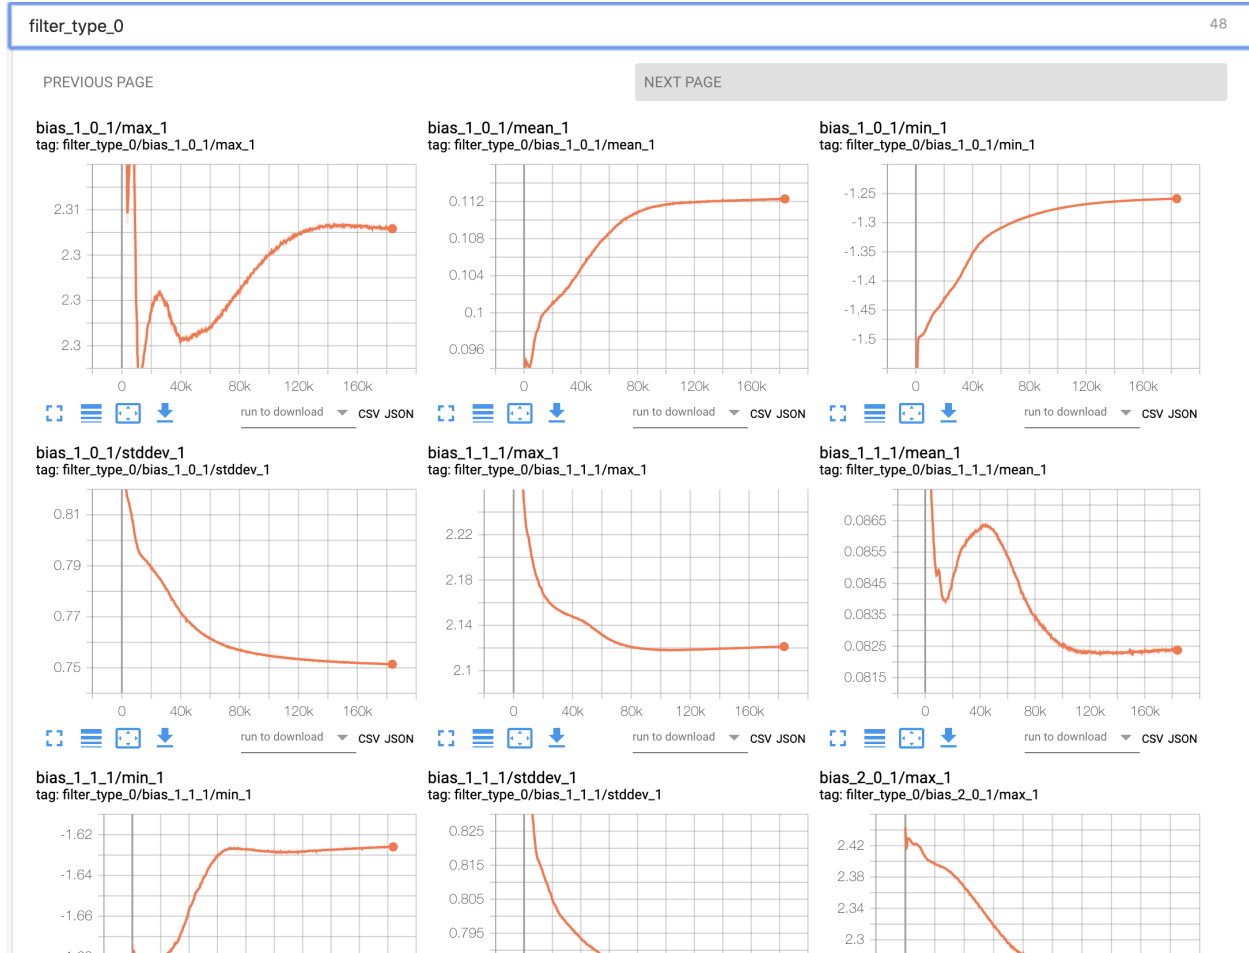 filter_type_0
48
PREVIOUS PAGE
NEXT PAGE
bias_1_0_1/max_1
tag: filter_type_0/bias_1_0_1/max_1
2.31
2.3
2.3
2.3
0 40k 80k 120k 160k
run to download CSV JSON
bias_1_0_1/mean_1
tag: filter_type_0/bias_1_0_1/mean_1
0.112
0.108
0.104
0.1
0.096
0 40k 80k 120k 160k
run to download CSV JSON
bias_1_0_1/min_1
tag: filter_type_0/bias_1_0_1/min_1
-1.25
-1.3
-1.35
-1.4
-1.45
-1.5
0 40k 80k 120k 160k
run to download CSV JSON
bias_1_0_1/stddev_1
tag: filter_type_0/bias_1_0_1/stddev_1
0.81
0.79
0.77
0.75
0 40k 80k 120k 160k
run to download CSV JSON
bias_1_1_1/max_1
tag: filter_type_0/bias_1_1_1/max_1
2.22
2.18
2.14
2.1
0 40k 80k 120k 160k
run to download CSV JSON
bias_1_1_1/mean_1
tag: filter_type_0/bias_1_1_1/mean_1
0.0865
0.0855
0.0845
0.0835
0.0825
0.0815
0 40k 80k 120k 160k
run to download CSV JSON
bias_1_1_1/min_1
tag: filter_type_0/bias_1_1_1/min_1
-1.62
-1.64
-1.66
bias_1_1_1/stddev_1
tag: filter_type_0/bias_1_1_1/stddev_1
0.825
0.815
0.805
0.795
bias_2_0_1/max_1
tag: filter_type_0/bias_2_0_1/max_1
2.42
2.38
2.34
2.3